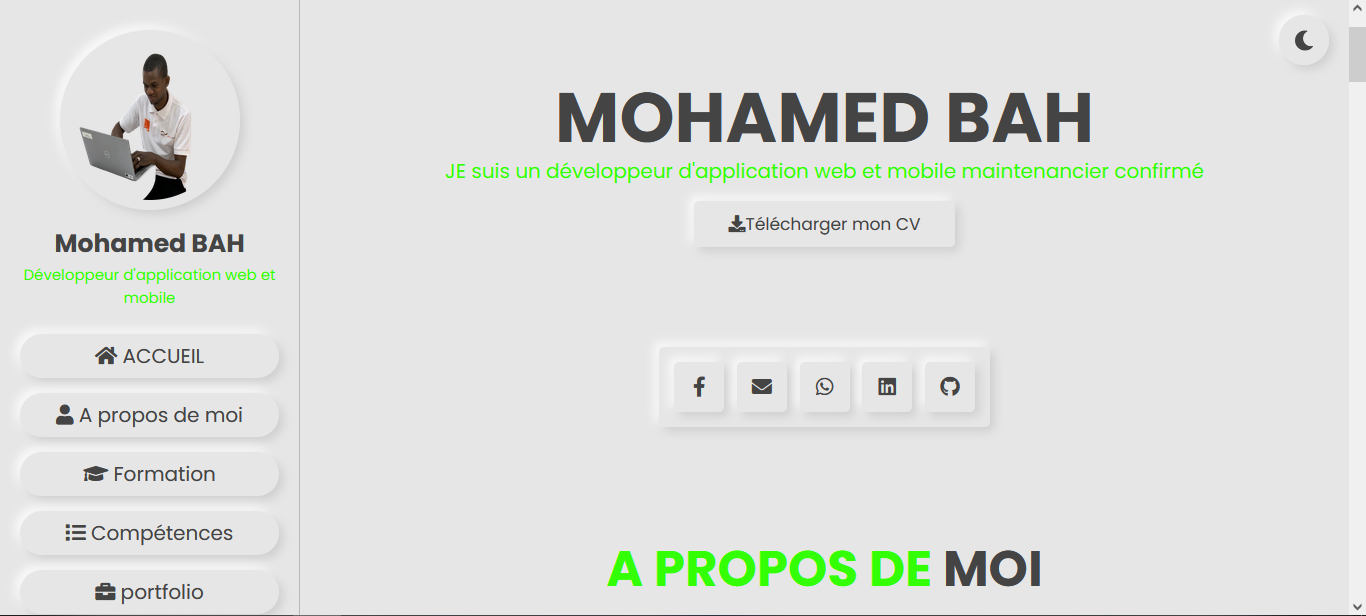 Mohamed BAH
Développeur d'application web et
mobile
ACCUEIL
A propos de moi
Formation
Compétences
portfolio
MOHAMED BAH
JE suis un développeur d'application web et mobile maintenancier confirmé
Télécharger mon CV
A PROPOS DE MOI